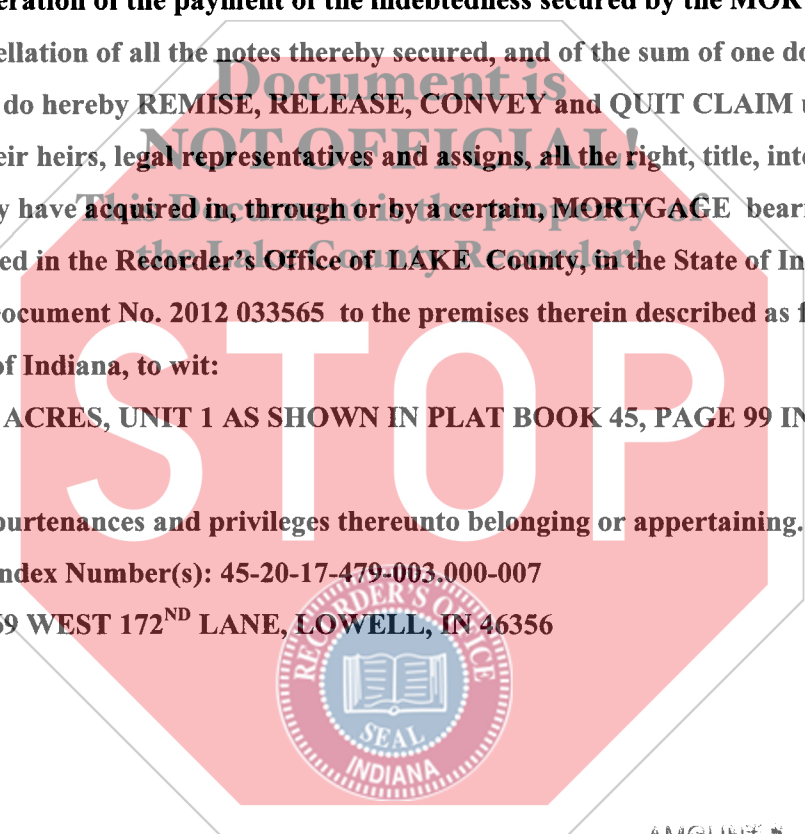 eration of the payment of the indebtedness secured by the MOR
ellation of all the notes thereby secured, and of the sum of one do
Document is
do hereby REMISE, RELEASE, CONVEY and QUIT CLAIM
NOT OFFICIAL!
eir heirs, legal representatives and assigns, all the right, title, inte
This Document is the property of
y have acquired in, through or by a certain, MORTGAGE bear
the Lake County Recorder!
ed in the Recorder's Office of LAKE County, in the State of In
ocument No. 2012 033565 to the premises therein described as f
of Indiana, to wit:
STOP
ACRES, UNIT 1 AS SHOWN IN PLAT BOOK 45, PAGE 99 IN
purtenances and privileges thereunto belonging or appertaining.
ndex Number(s): 45-20-17-479-003.000-007
69 WEST 172ND LANE, LOWELL, IN 46356
RECORDER'S OFFICE
SEAL
INDIANA